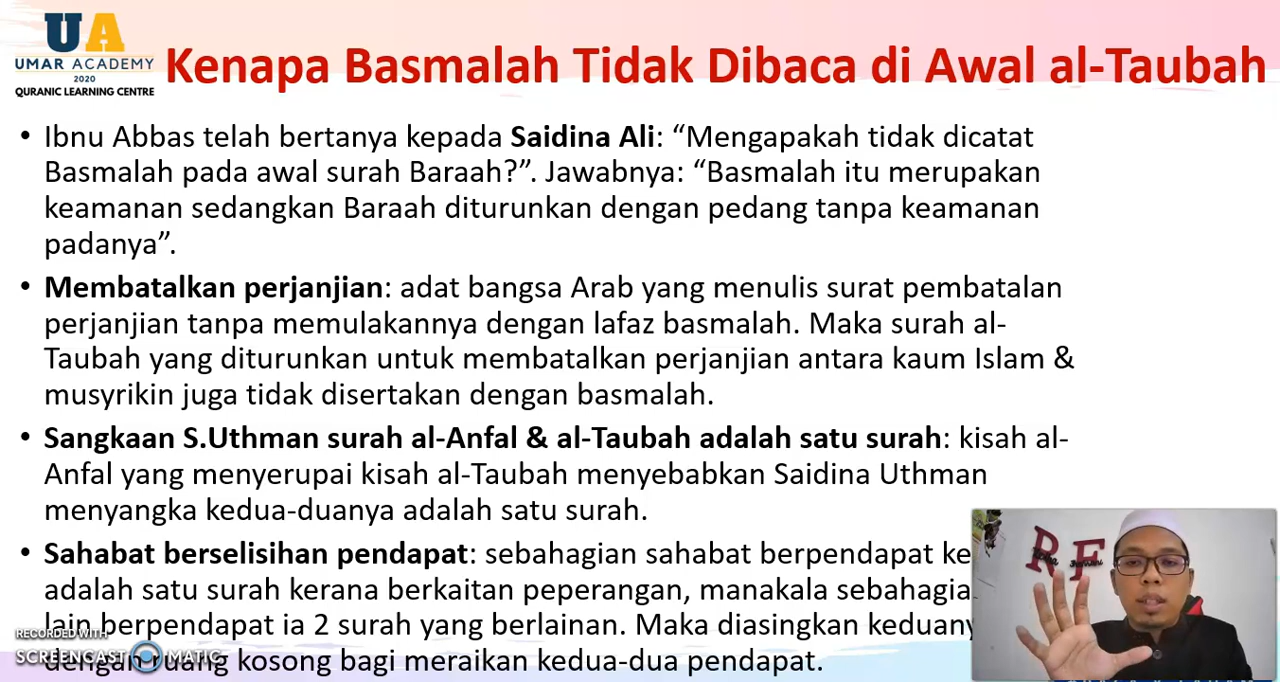 UA
UMAR ACADEMY
2020
QURANIC LEARNING CENTRE
Kenapa Basmalah Tidak Dibaca di Awal al-Taubah
• Ibnu Abbas telah bertanya kepada Saidina Ali: “Mengapakah tidak dicatat
Basmalah pada awal surah Baraah?”. Jawabnya: “Basmalah itu merupakan
keamanan sedangkan Baraah diturunkan dengan pedang tanpa keamanan
padanya”.
• Membatalkan perjanjian: adat bangsa Arab yang menulis surat pembatalan
perjanjian tanpa memulakannya dengan lafaz basmalah. Maka surah al-
Taubah yang diturunkan untuk membatalkan perjanjian antara kaum Islam &
musyrikin juga tidak disertakan dengan basmalah.
• Sangkaan S.Uthman surah al-Anfal & al-Taubah adalah satu surah: kisah al-
Anfal yang menyerupai kisah al-Taubah menyebabkan Saidina Uthman
menyangka kedua-duanya adalah satu surah.
• Sahabat berselisihan pendapat: sebahagian sahabat berpendapat ke
adalah satu surah kerana berkaitan peperangan, manakala sebahagia
lain berpendapat ia 2 surah yang berlainan. Maka diasingkan keduany
dengan ruang kosong bagi meraikan kedua-dua pendapat.
RECORDED WITH
SCREENCAST MATIC
R F